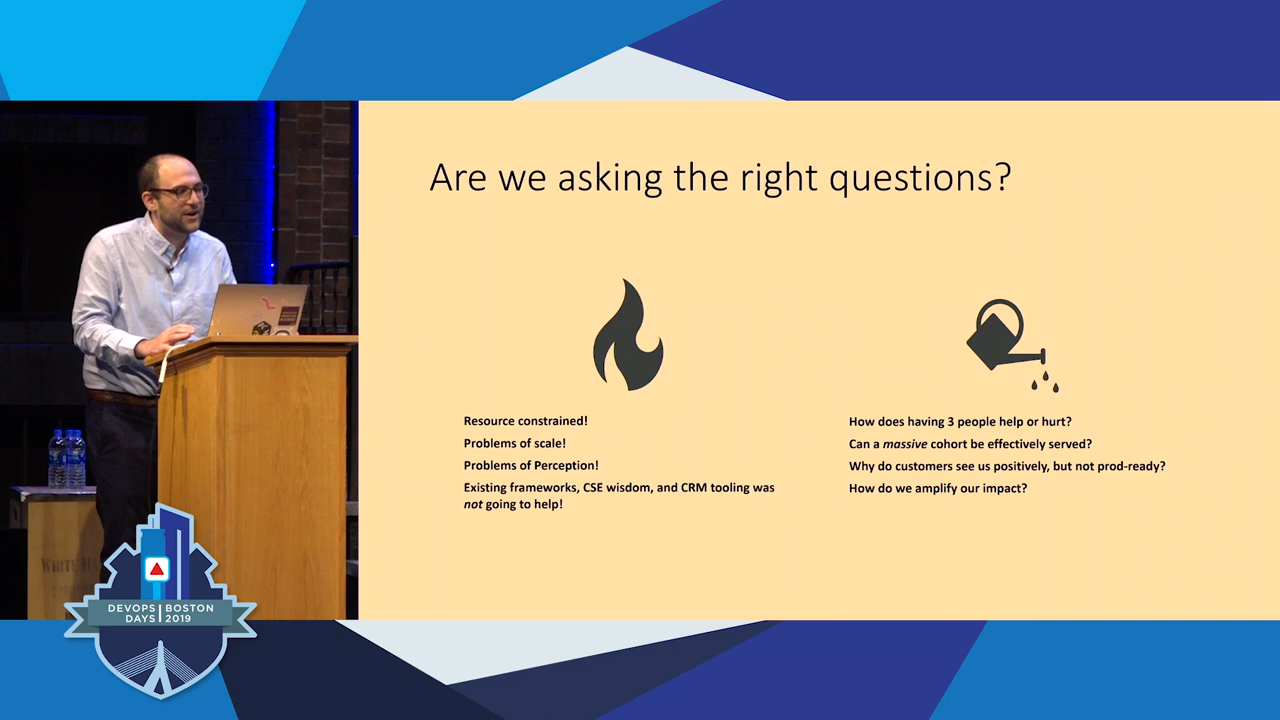 Are we asking the right questions?
Resource constrained!
Problems of scale!
Problems of Perception!
Existing frameworks, CSE wisdom, and CRM tooling was
not going to help!
How does having 3 people help or hurt?
Can a massive cohort be effectively served?
Why do customers see us positively, but not prod-ready?
How do we amplify our impact?
WHITE
DEVOPS BOSTON
DAYS 2019